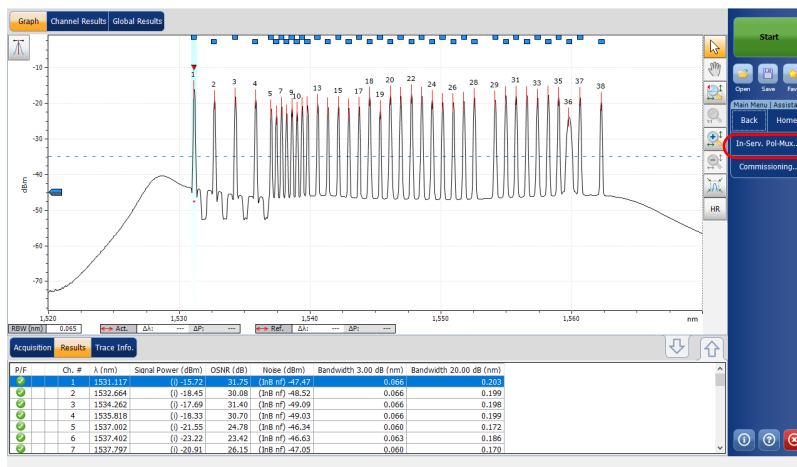 Graph Channel Results Global Results
Start
Open Save Fav
Main Menu Assista
Back Home
In-Serv. Pol-Mux...
Commissioning...
HR
-10
-20
-30
-40
-50
-60
-70
dBm
1 2 3 4 5 7 9 10 13 15 17 18 19 20 22 24 26 28 29 31 33 35 36 37 38
1,520 1,530 1,540 1,550 1,560 nm
RBW (nm) 0.065 Act. Δλ: --- ΔP: --- Ref. Δλ: --- ΔP: ---
Acquisition Results Trace Info.
P/F Ch. # λ (nm) Signal Power (dBm) OSNR (dB) Noise (dBm) Bandwidth 3.00 dB (nm) Bandwidth 20.00 dB (nm)
1 1531.117 (i) -15.72 31.75 (InB nf) -47.47 0.066 0.203
2 1532.664 (i) -18.45 30.08 (InB nf) -48.52 0.066 0.199
3 1534.262 (i) -17.69 31.40 (InB nf) -49.09 0.066 0.198
4 1535.818 (i) -18.33 30.70 (InB nf) -49.03 0.066 0.199
5 1537.002 (i) -21.55 24.78 (InB nf) -46.34 0.060 0.172
6 1537.402 (i) -23.22 23.42 (InB nf) -46.63 0.063 0.186
7 1537.797 (i) -20.91 26.15 (InB nf) -47.05 0.060 0.170